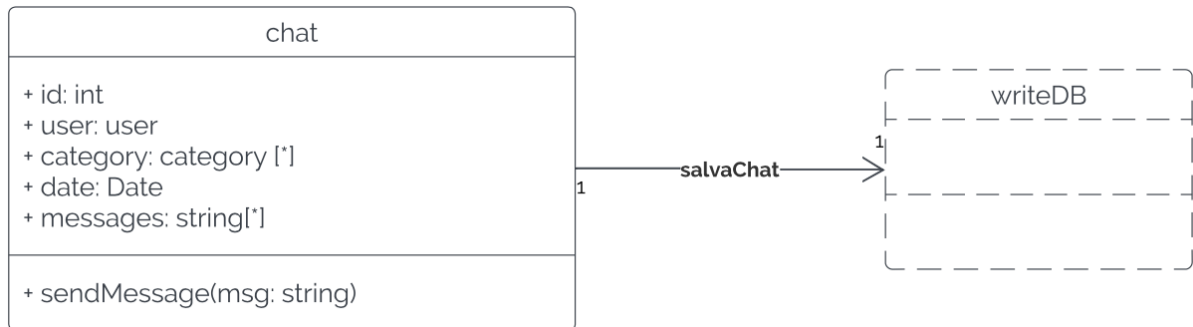 chat
+ id: int
+ user: user
+ category: category [*]
+ date: Date
+ messages: string[*]
+ sendMessage(msg: string)
1
salvaChat
1
writeDB